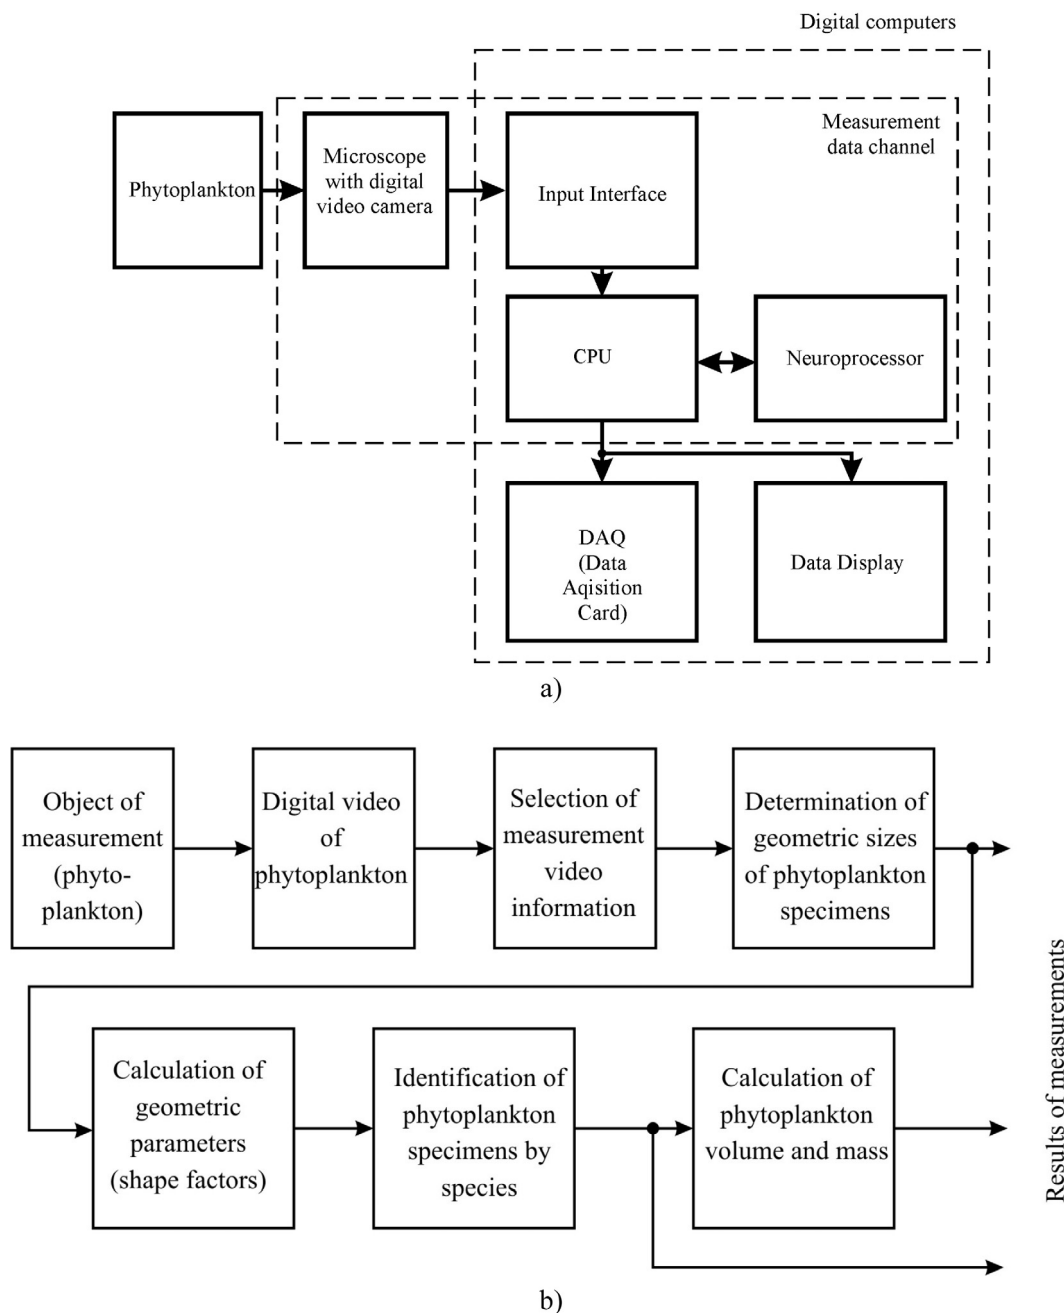 Digital computers
Measurement
data channel
Phytoplankton
Microscope
with digital
video camera
Input Interface
CPU
Neuroprocessor
DAQ
(Data
Aqisition
Card)
Data Display
a)
Object of
measurement
(phyto-
plankton)
Digital video
of
phytoplankton
Selection of
measurement
video
information
Determination of
geometric sizes
of phytoplankton
specimens
Calculation of
geometric
parameters
(shape factors)
Identification of
phytoplankton
specimens by
species
Calculation of
phytoplankton
volume and mass
Results of measurements
b)